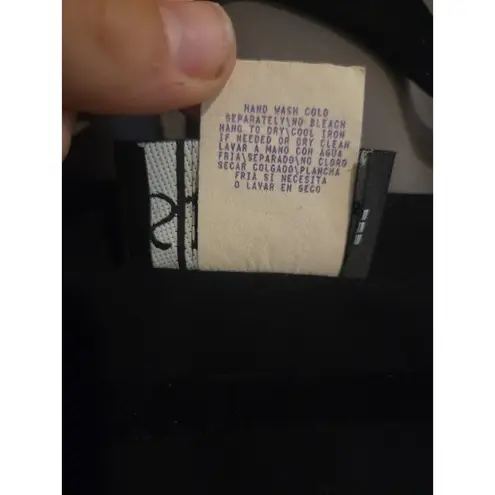 HAND WASH COLD
SEPARATELY\NO BLEACH
HANG TO DRY\COOL IRON
IF NEEDED OR DRY CLEAN
LAVAR A MANO CON AGUA
FRIA\SEPARADO\NO CLORO
SECAR COLGADO\PLANCHA
FRIA SI NECESITA
O LAVAR EN SECO